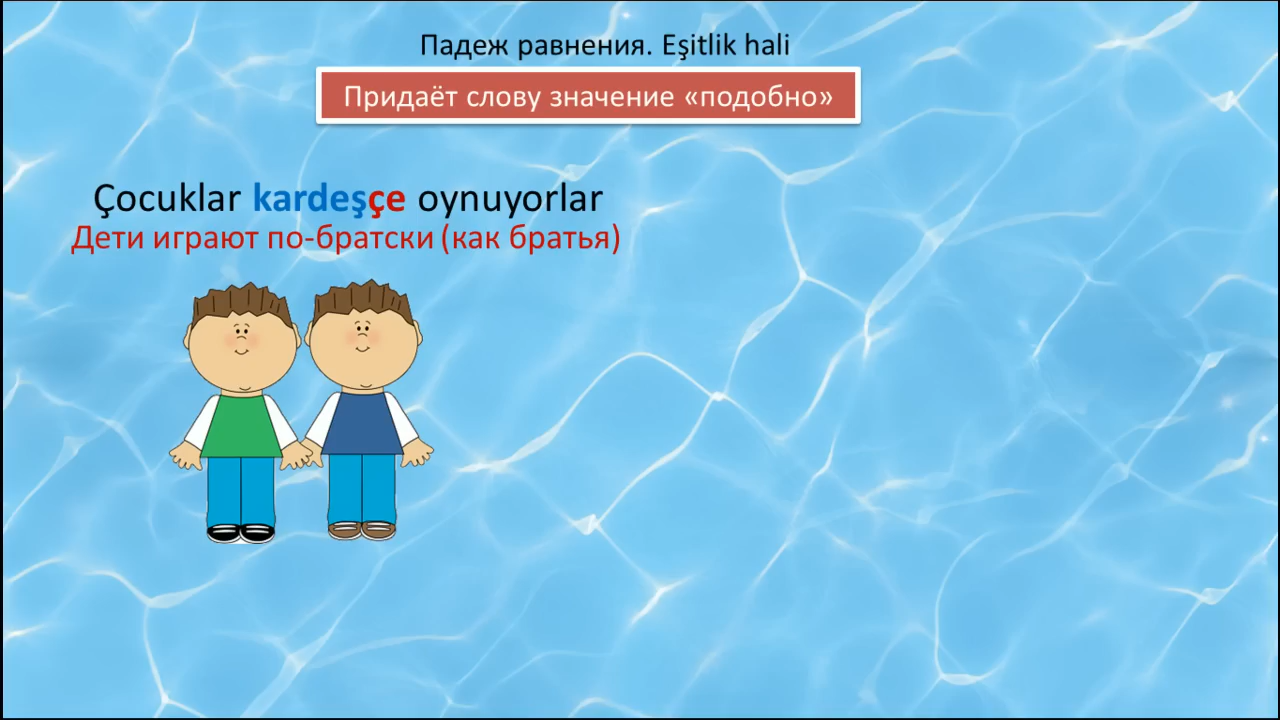 Падеж равнения. Eşitlik hali
Придаёт слову значение «подобно»
Çocuklar kardeşçe oynuyorlar
Дети играют по-братски (как братья)